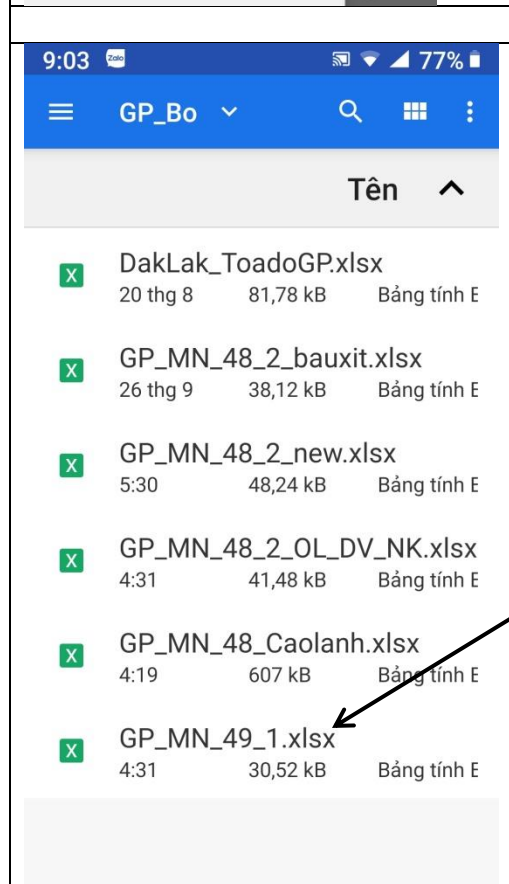 9:03 Zalo 77%
GP_Bo
Tên
X DakLak_ToadoGP.xlsx
20 thg 8 81,78 kB Bảng tính E
X GP_MN_48_2_bauxit.xlsx
26 thg 9 38,12 kB Bảng tính E
X GP_MN_48_2_new.xlsx
5:30 48,24 kB Bảng tính E
X GP_MN_48_2_OL_DV_NK.xlsx
4:31 41,48 kB Bảng tính E
X GP_MN_48_Caolanh.xlsx
4:19 607 kB Bảng tính E
X GP_MN_49_1.xlsx
4:31 30,52 kB Bảng tính E